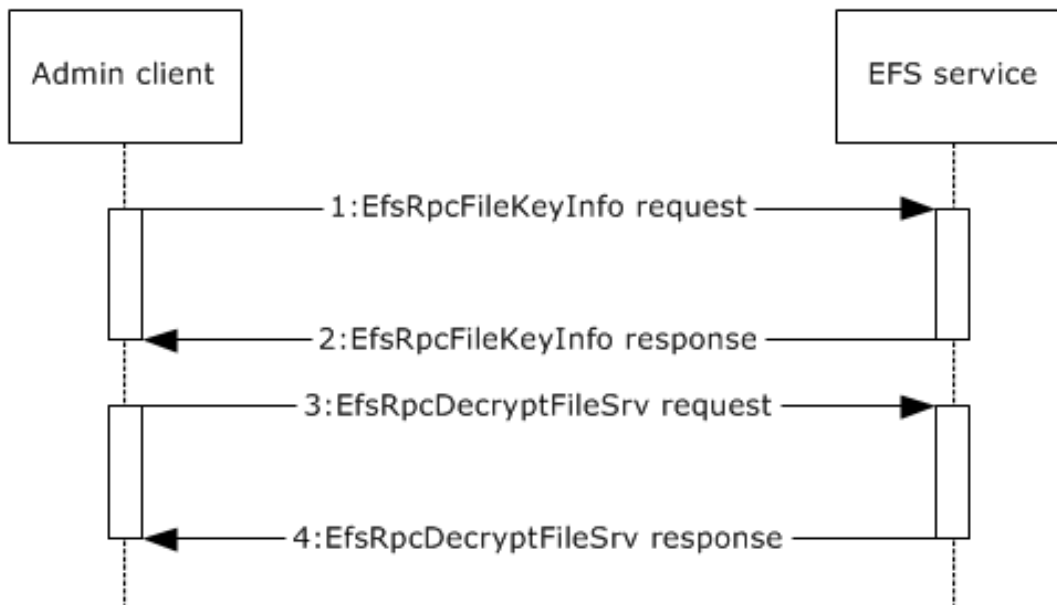 Admin client
EFS service
1:EfsRpcFileKeyInfo request
2:EfsRpcFileKeyInfo response
3:EfsRpcDecryptFileSrv request
4:EfsRpcDecryptFileSrv response